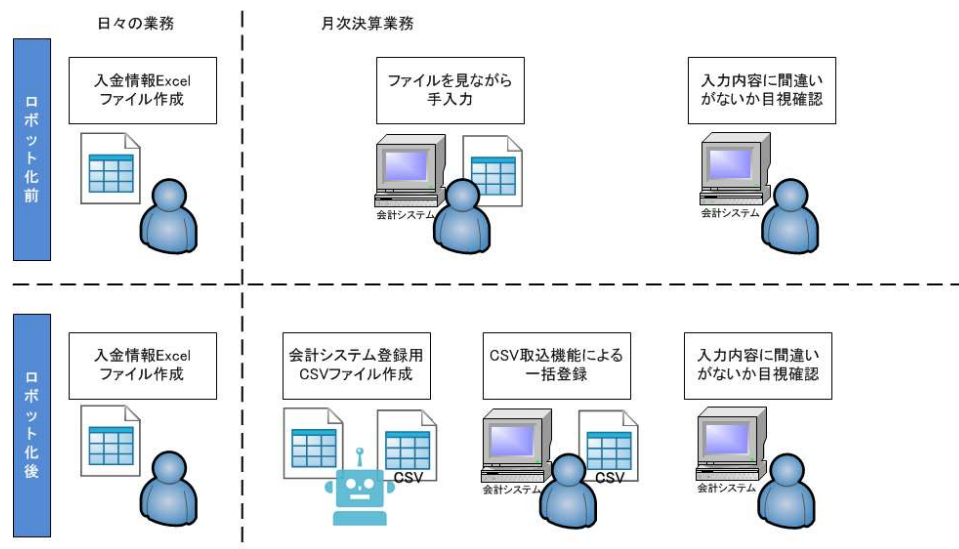 日々の業務
月次決算業務
ロボット化前
入金情報Excel
ファイル作成
ファイルを見ながら
手入力
入力内容に間違い
がないか目視確認
会計システム
会計システム
ロボット化後
入金情報Excel
ファイル作成
会計システム登録用
CSVファイル作成
CSV取込機能による
一括登録
入力内容に間違い
がないか目視確認
CSV
会計システム
CSV
会計システム